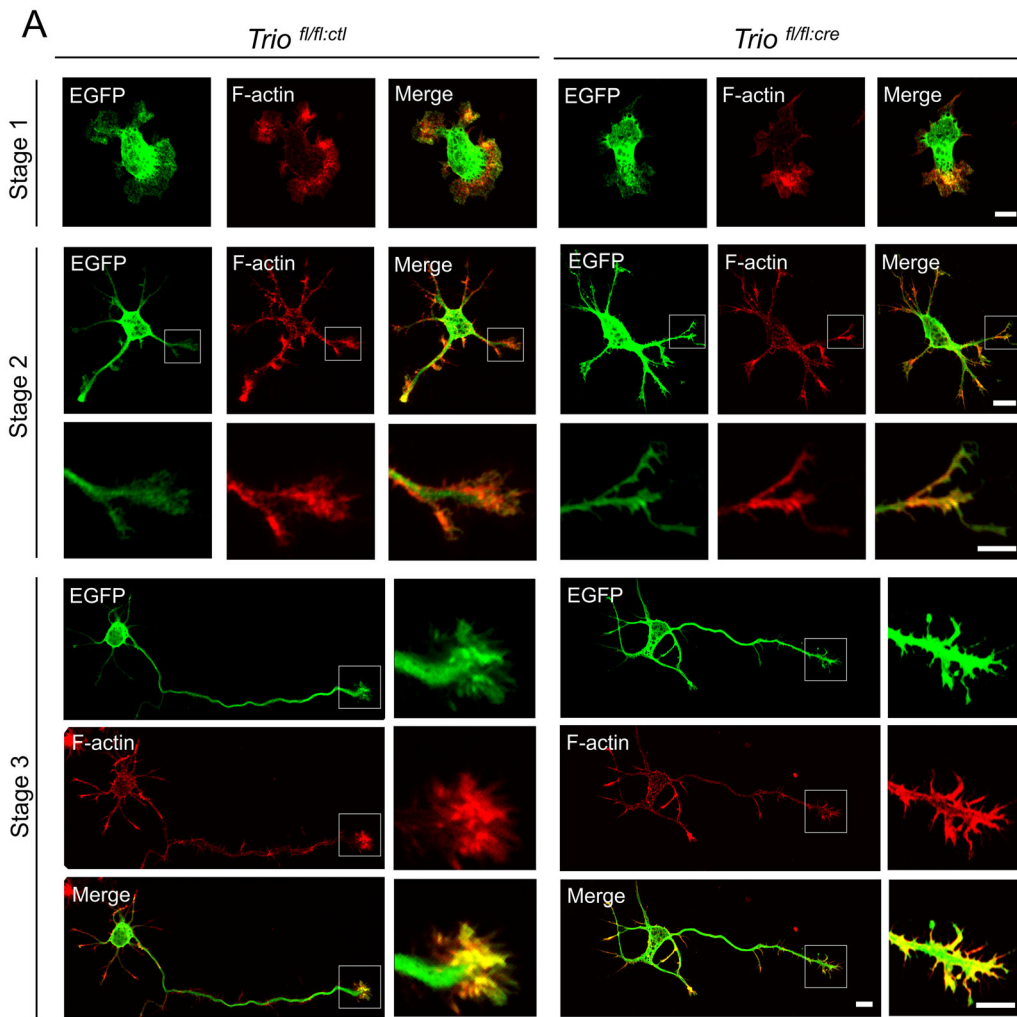 A
Trio fl/fl:ctl
Trio fl/fl:cre
Stage 1
EGFP
F-actin
Merge
EGFP
F-actin
Merge
Stage 2
EGFP
F-actin
Merge
EGFP
F-actin
Merge
Stage 3
EGFP
EGFP
F-actin
F-actin
Merge
Merge